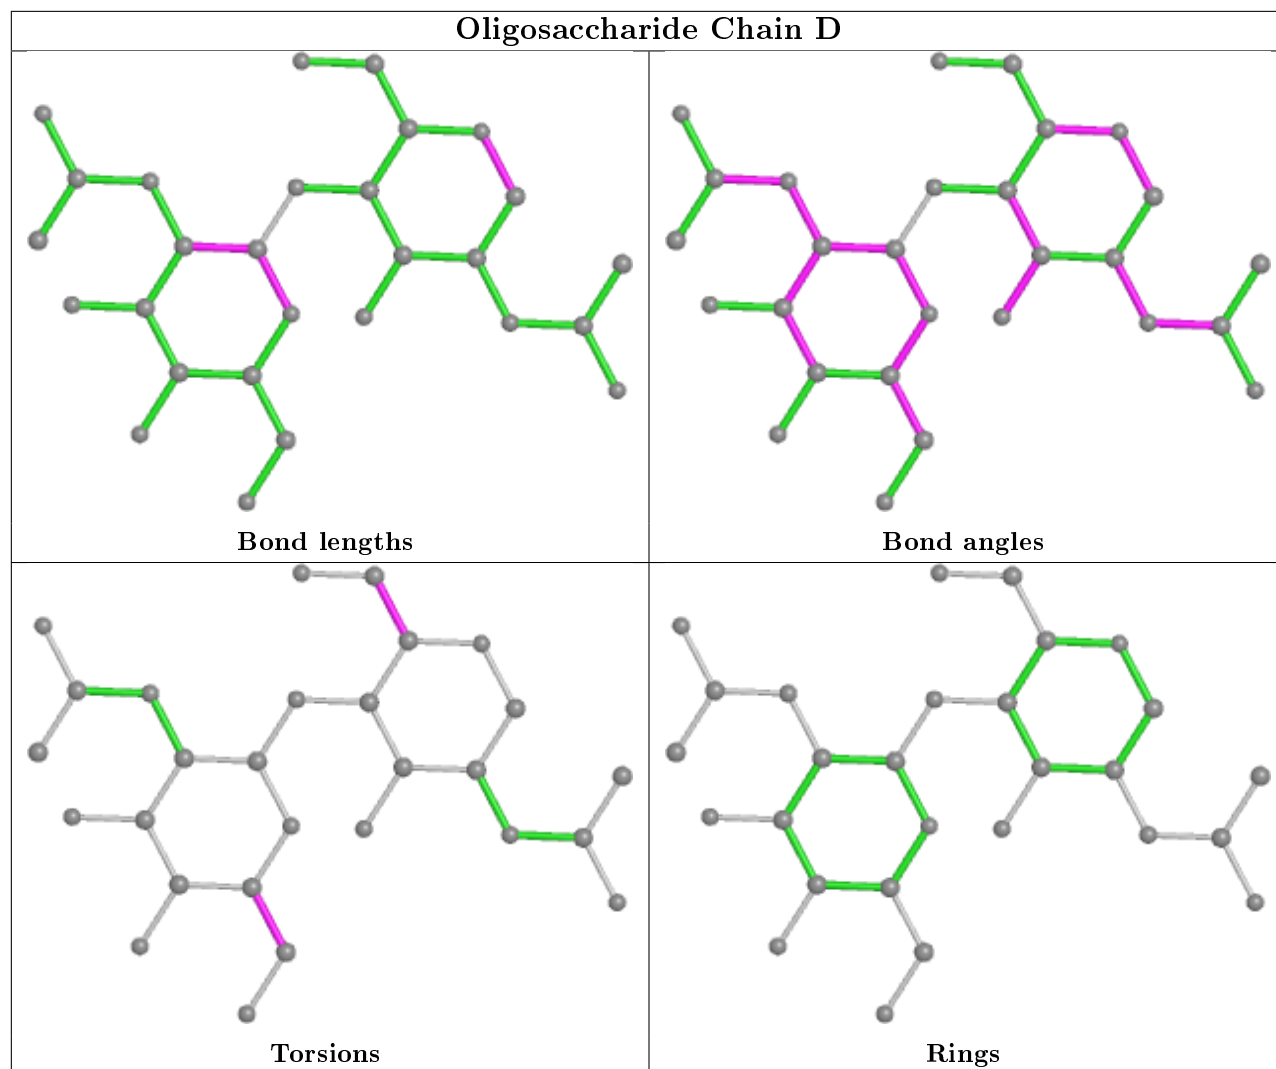 Oligosaccharide Chain D
Bond lengths
Bond angles
Torsions
Rings